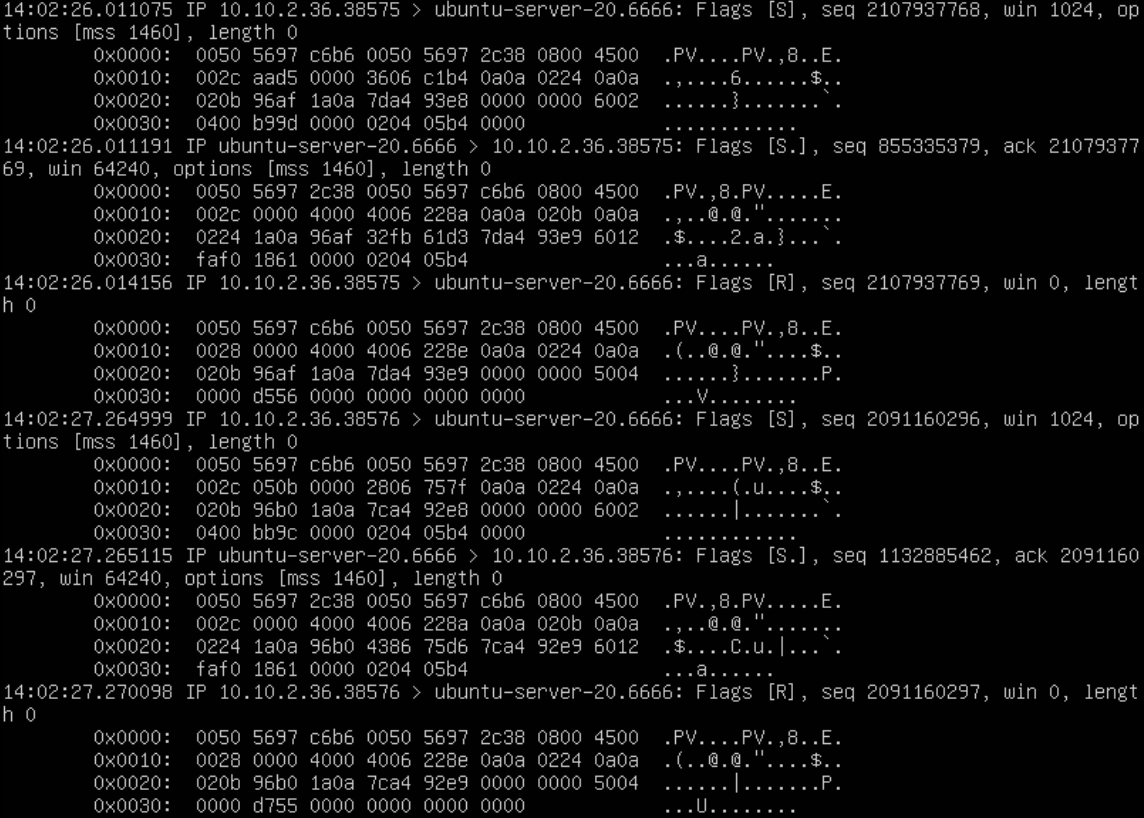 14:02:26.011075 IP 10.10.2.36.38575 > ubuntu-server-20.6666: Flags [S], seq 2107937768, win 1024, op
tions [mss 1460], length 0
0x0000:  0050 5697 c6b6 0050 5697 2c38 0800 4500  .PV....PV.,8..E.
0x0010:  002c aad5 0000 3606 c1b4 0a0a 0224 0a0a  .,....6......$..
0x0020:  020b 96af 1a0a 7da4 93e8 0000 0000 6002  ......}.......`.
0x0030:  0400 b99d 0000 0204 05b4 0000            ............
14:02:26.011191 IP ubuntu-server-20.6666 > 10.10.2.36.38575: Flags [S.], seq 855335379, ack 21079377
69, win 64240, options [mss 1460], length 0
0x0000:  0050 5697 2c38 0050 5697 c6b6 0800 4500  .PV.,8.PV.....E.
0x0010:  002c 0000 4000 4006 228a 0a0a 020b 0a0a  .,..@.@.".......
0x0020:  0224 1a0a 96af 32fb 61d3 7da4 93e9 6012  .$....2.a.}...`.
0x0030:  faf0 1861 0000 0204 05b4                 ...a......
14:02:26.014156 IP 10.10.2.36.38575 > ubuntu-server-20.6666: Flags [R], seq 2107937769, win 0, lengt
h 0
0x0000:  0050 5697 c6b6 0050 5697 2c38 0800 4500  .PV....PV.,8..E.
0x0010:  0028 0000 4000 4006 228e 0a0a 0224 0a0a  .(..@.@."....$..
0x0020:  020b 96af 1a0a 7da4 93e9 0000 0000 5004  ......}.......P.
0x0030:  0000 d556 0000 0000 0000 0000            ...V........
14:02:27.264999 IP 10.10.2.36.38576 > ubuntu-server-20.6666: Flags [S], seq 2091160296, win 1024, op
tions [mss 1460], length 0
0x0000:  0050 5697 c6b6 0050 5697 2c38 0800 4500  .PV....PV.,8..E.
0x0010:  002c 050b 0000 2806 757f 0a0a 0224 0a0a  .,....(.u....$..
0x0020:  020b 96b0 1a0a 7ca4 92e8 0000 0000 6002  ......|.......`.
0x0030:  0400 bb9c 0000 0204 05b4 0000            ............
14:02:27.265115 IP ubuntu-server-20.6666 > 10.10.2.36.38576: Flags [S.], seq 1132885462, ack 2091160
297, win 64240, options [mss 1460], length 0
0x0000:  0050 5697 2c38 0050 5697 c6b6 0800 4500  .PV.,8.PV.....E.
0x0010:  002c 0000 4000 4006 228a 0a0a 020b 0a0a  .,..@.@.".......
0x0020:  0224 1a0a 96b0 4386 75d6 7ca4 92e9 6012  .$....C.u.|...`.
0x0030:  faf0 1861 0000 0204 05b4                 ...a......
14:02:27.270098 IP 10.10.2.36.38576 > ubuntu-server-20.6666: Flags [R], seq 2091160297, win 0, lengt
h 0
0x0000:  0050 5697 c6b6 0050 5697 2c38 0800 4500  .PV....PV.,8..E.
0x0010:  0028 0000 4000 4006 228e 0a0a 0224 0a0a  .(..@.@."....$..
0x0020:  020b 96b0 1a0a 7ca4 92e9 0000 0000 5004  ......|.......P.
0x0030:  0000 d755 0000 0000 0000 0000            ...U........